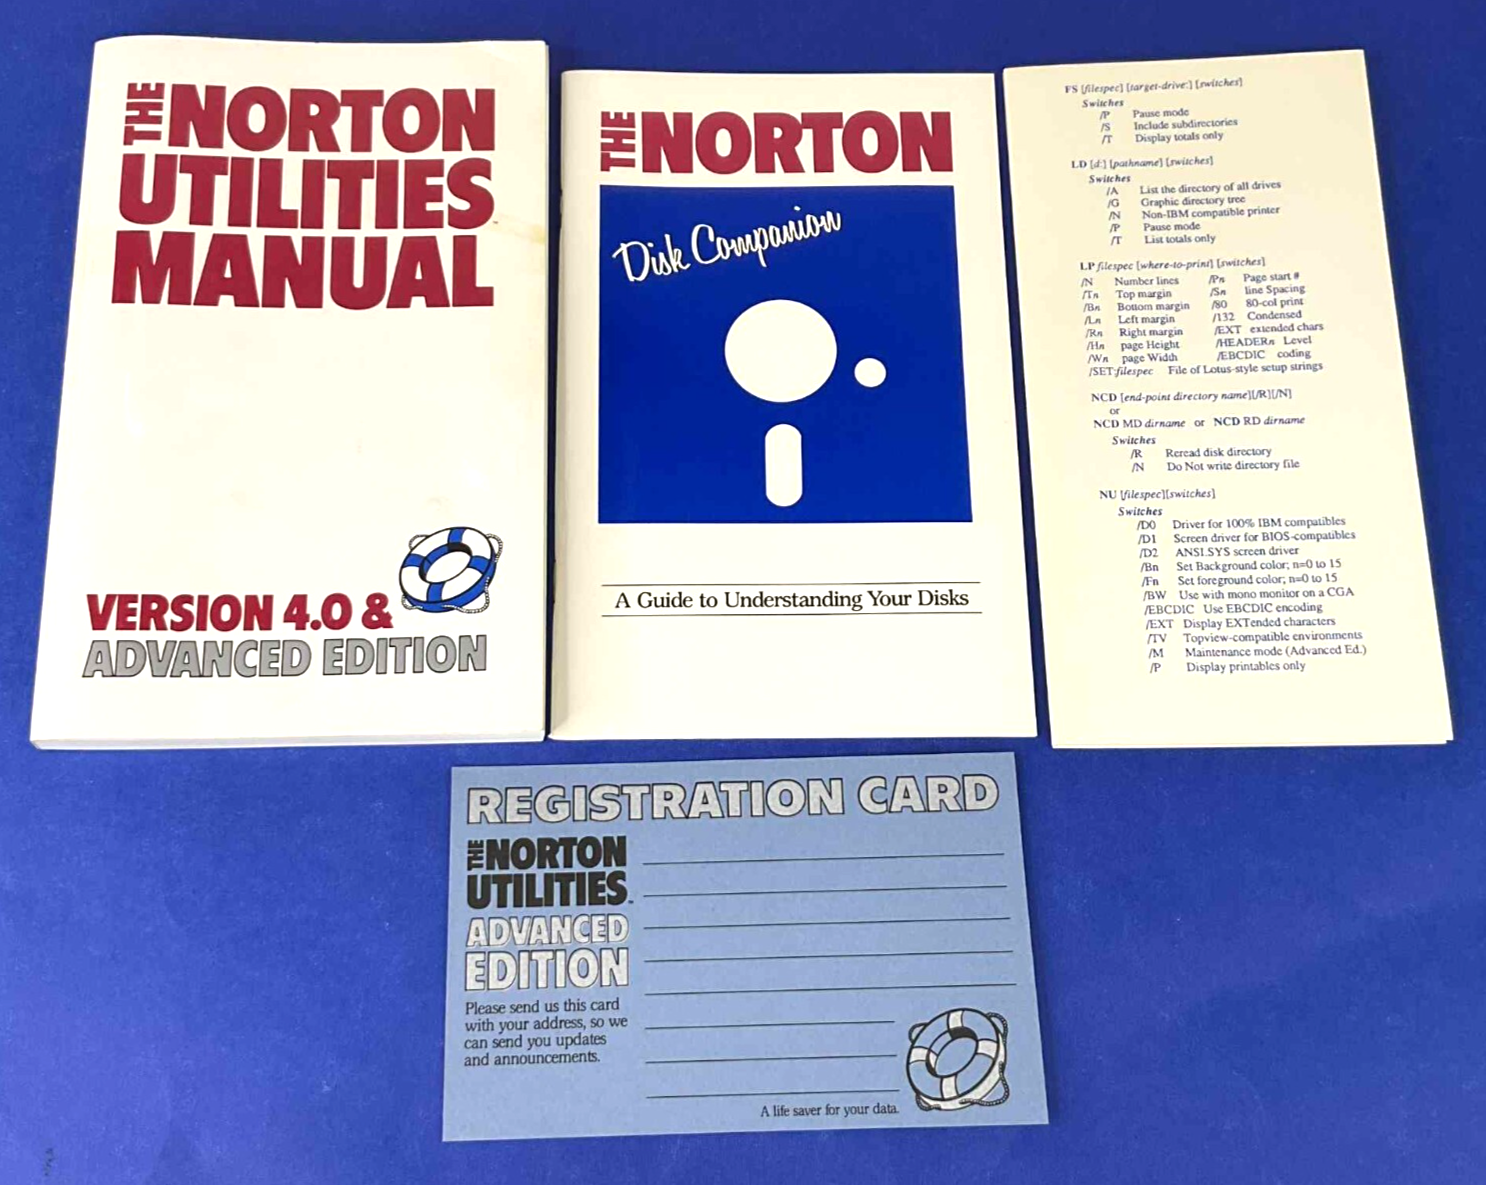 THE NORTON
UTILITIES
MANUAL
VERSION 4.0 &
ADVANCED EDITION
THE NORTON
Disk Companion
A Guide to Understanding Your Disks
FS [filespec] [target-drive:] [switches]
Switches
/P Pause mode
/S Include subdirectories
/T Display totals only
LD [d:] [pathname] [switches]
Switches
/A List the directory of all drives
/G Graphic directory tree
/N Non-IBM compatible printer
/P Pause mode
/T List totals only
LP filespec [where-to-print] [switches]
/N Number lines /Pn Page start #
/Tn Top margin /Sn line Spacing
/Bn Bottom margin /80 80-col print
/Ln Left margin /132 Condensed
/Rn Right margin /EXT extended chars
/Hn page Height /HEADERn Level
/Wn page Width /EBCDIC coding
/SET:filespec File of Lotus-style setup strings
NCD [end-point directory name][/R][/N]
or
NCD MD dirname or NCD RD dirname
Switches
/R Reread disk directory
/N Do Not write directory file
NU [filespec][switches]
Switches
/D0 Driver for 100% IBM compatibles
/D1 Screen driver for BIOS-compatibles
/D2 ANSI.SYS screen driver
/Bn Set Background color; n=0 to 15
/Fn Set foreground color; n=0 to 15
/BW Use with mono monitor on a CGA
/EBCDIC Use EBCDIC encoding
/EXT Display EXTended characters
/TV Topview-compatible environments
/M Maintenance mode (Advanced Ed.)
/P Display printables only
REGISTRATION CARD
THE NORTON
UTILITIES™
ADVANCED
EDITION
Please send us this card
with your address, so we
can send you updates
and announcements.
A life saver for your data.